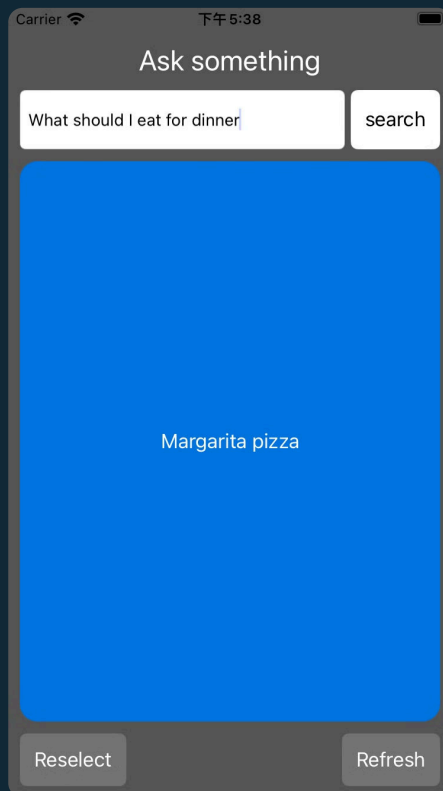 Carrier 下午5:38
Ask something
What should I eat for dinner search
Margarita pizza
Reselect Refresh